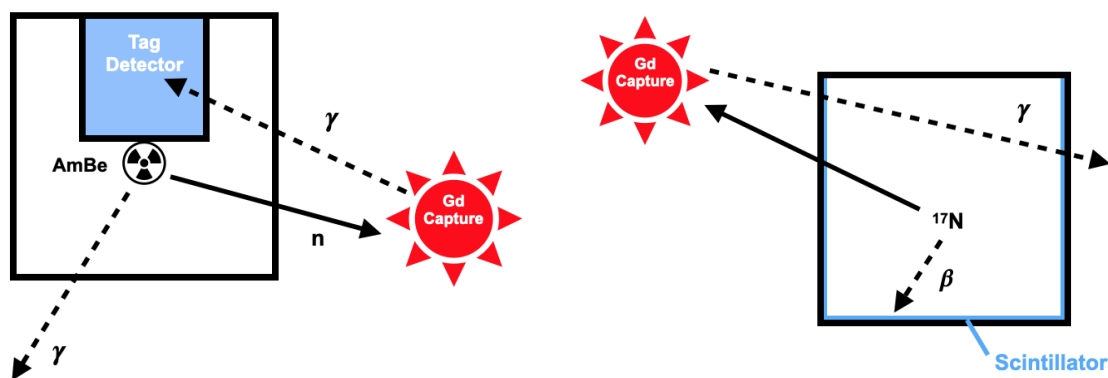 Tag
Detector
AmBe
γ
Gd
Capture
n
γ
Gd
Capture
γ
¹⁷N
β
Scintillator